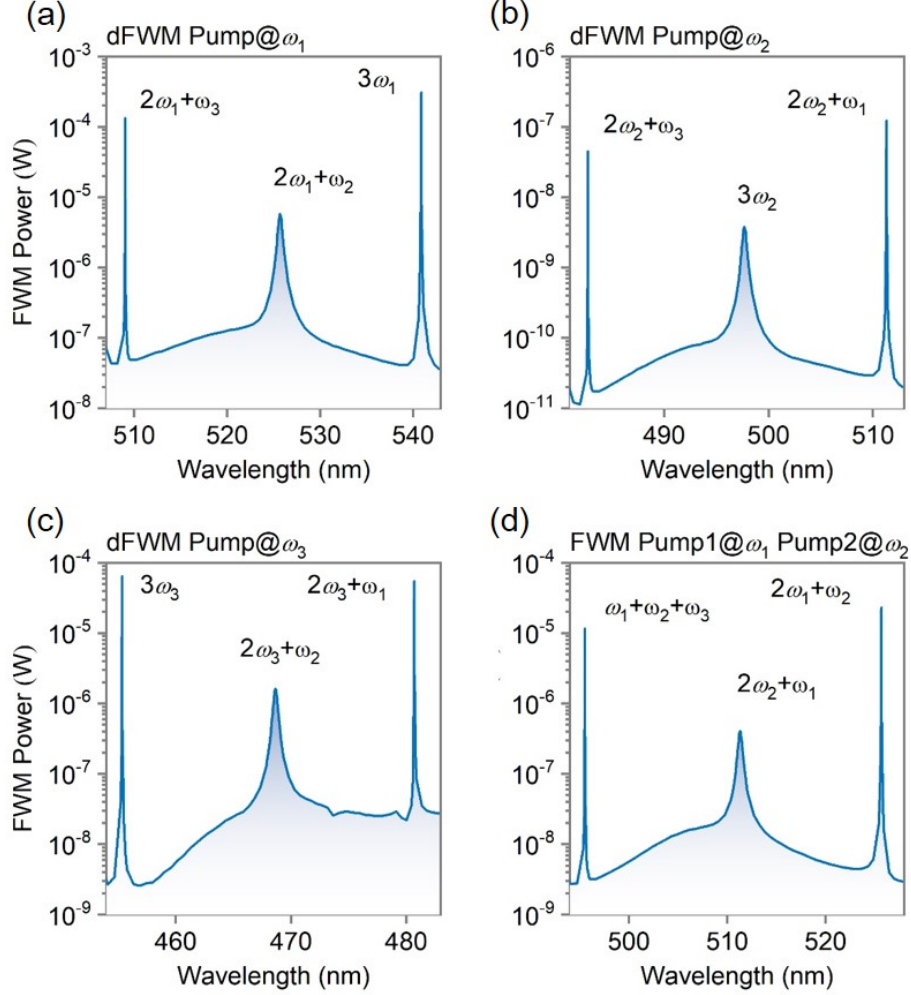 (a)
dFWM Pump@ω₁
10⁻³
10⁻⁴
10⁻⁵
10⁻⁶
10⁻⁷
10⁻⁸
FWM Power (W)
2ω₁+ω₃
2ω₁+ω₂
3ω₁
510 520 530 540
Wavelength (nm)
(b)
dFWM Pump@ω₂
10⁻⁶
10⁻⁷
10⁻⁸
10⁻⁹
10⁻¹⁰
10⁻¹¹
2ω₂+ω₃
3ω₂
2ω₂+ω₁
490 500 510
Wavelength (nm)
(c)
dFWM Pump@ω₃
10⁻⁴
10⁻⁵
10⁻⁶
10⁻⁷
10⁻⁸
10⁻⁹
FWM Power (W)
3ω₃
2ω₃+ω₂
2ω₃+ω₁
460 470 480
Wavelength (nm)
(d)
FWM Pump1@ω₁ Pump2@ω₂
10⁻⁴
10⁻⁵
10⁻⁶
10⁻⁷
10⁻⁸
10⁻⁹
ω₁+ω₂+ω₃
2ω₂+ω₁
2ω₁+ω₂
500 510 520
Wavelength (nm)